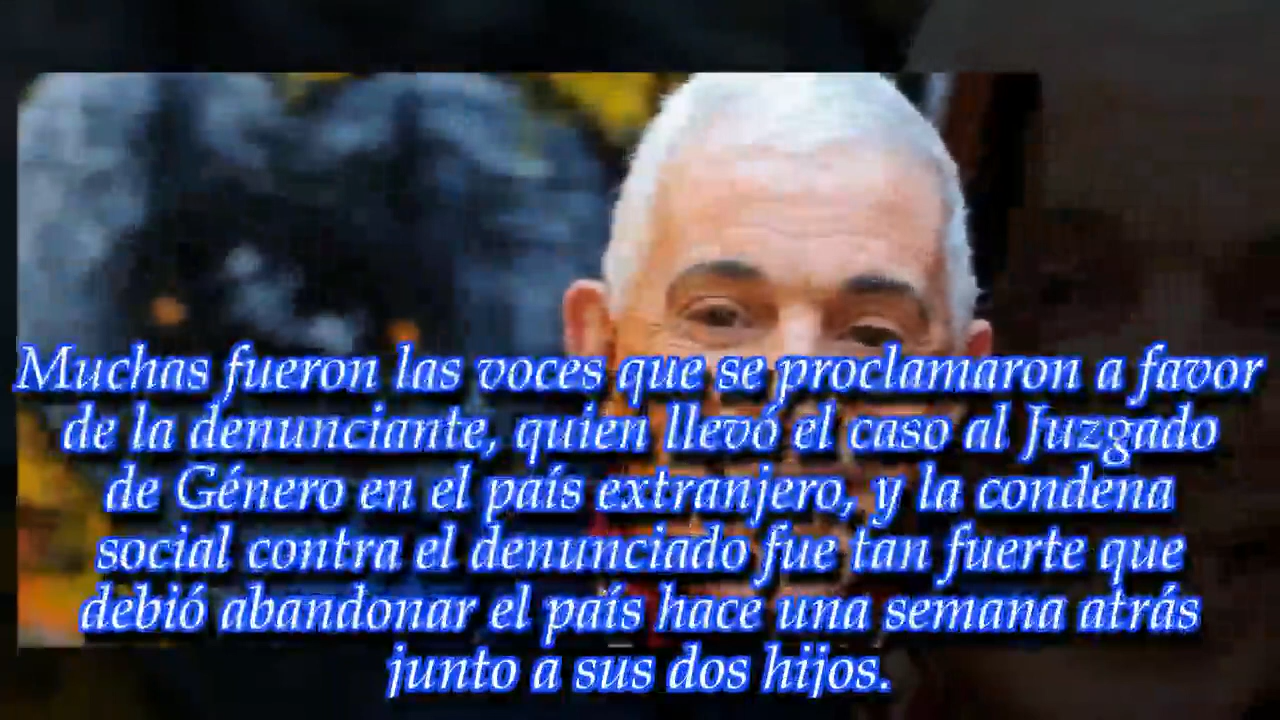 Muchas fueron las voces que se proclamaron a favor
de la denunciante, quien llevó el caso al Juzgado
de Género en el país extranjero, y la condena
social contra el denunciado fue tan fuerte que
debió abandonar el país hace una semana atrás
junto a sus dos hijos.